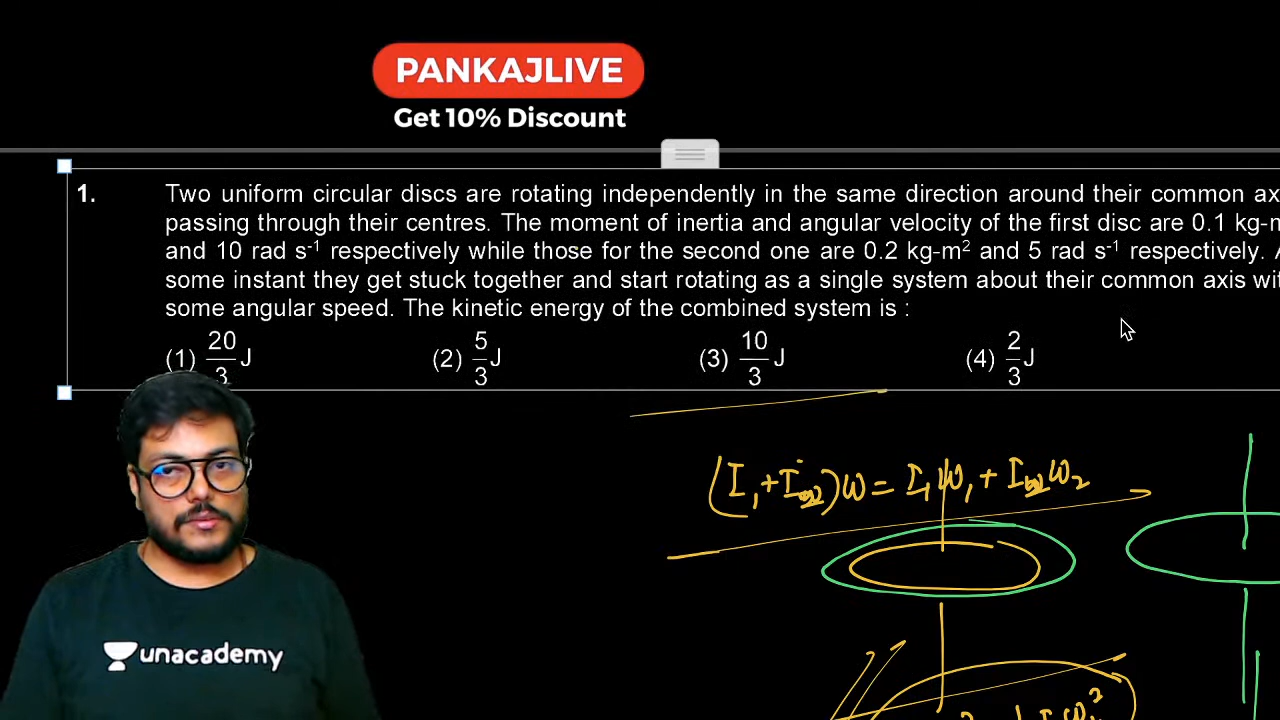 PANKAJLIVE
Get 10% Discount
1. Two uniform circular discs are rotating independently in the same direction around their common
passing through their centres. The moment of inertia and angular velocity of the first disc are 0.1
and 10 rad s⁻¹ respectively while those for the second one are 0.2 kg-m² and 5 rad s⁻¹ respectively.
some instant they get stuck together and start rotating as a single system about their common axis
some angular speed. The kinetic energy of the combined system is :
(1) 20/3 J (2) 5/3 J (3) 10/3 J (4) 2/3 J
(I₁+I₂)ω = I₁ω₁ + I₂ω₂
unacademy